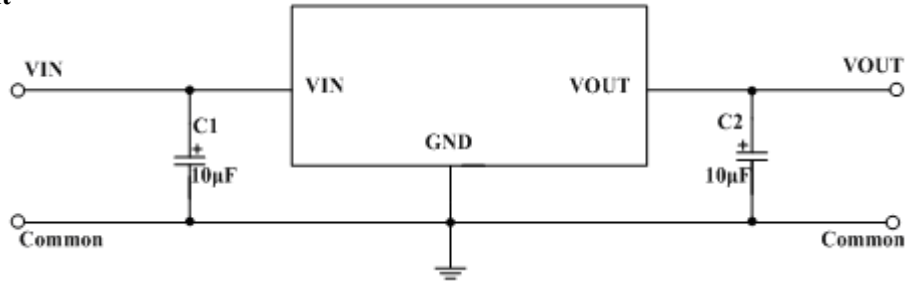 VIN
VOUT
VIN
VOUT
C1
+
10μF
GND
C2
+
10μF
Common
Common